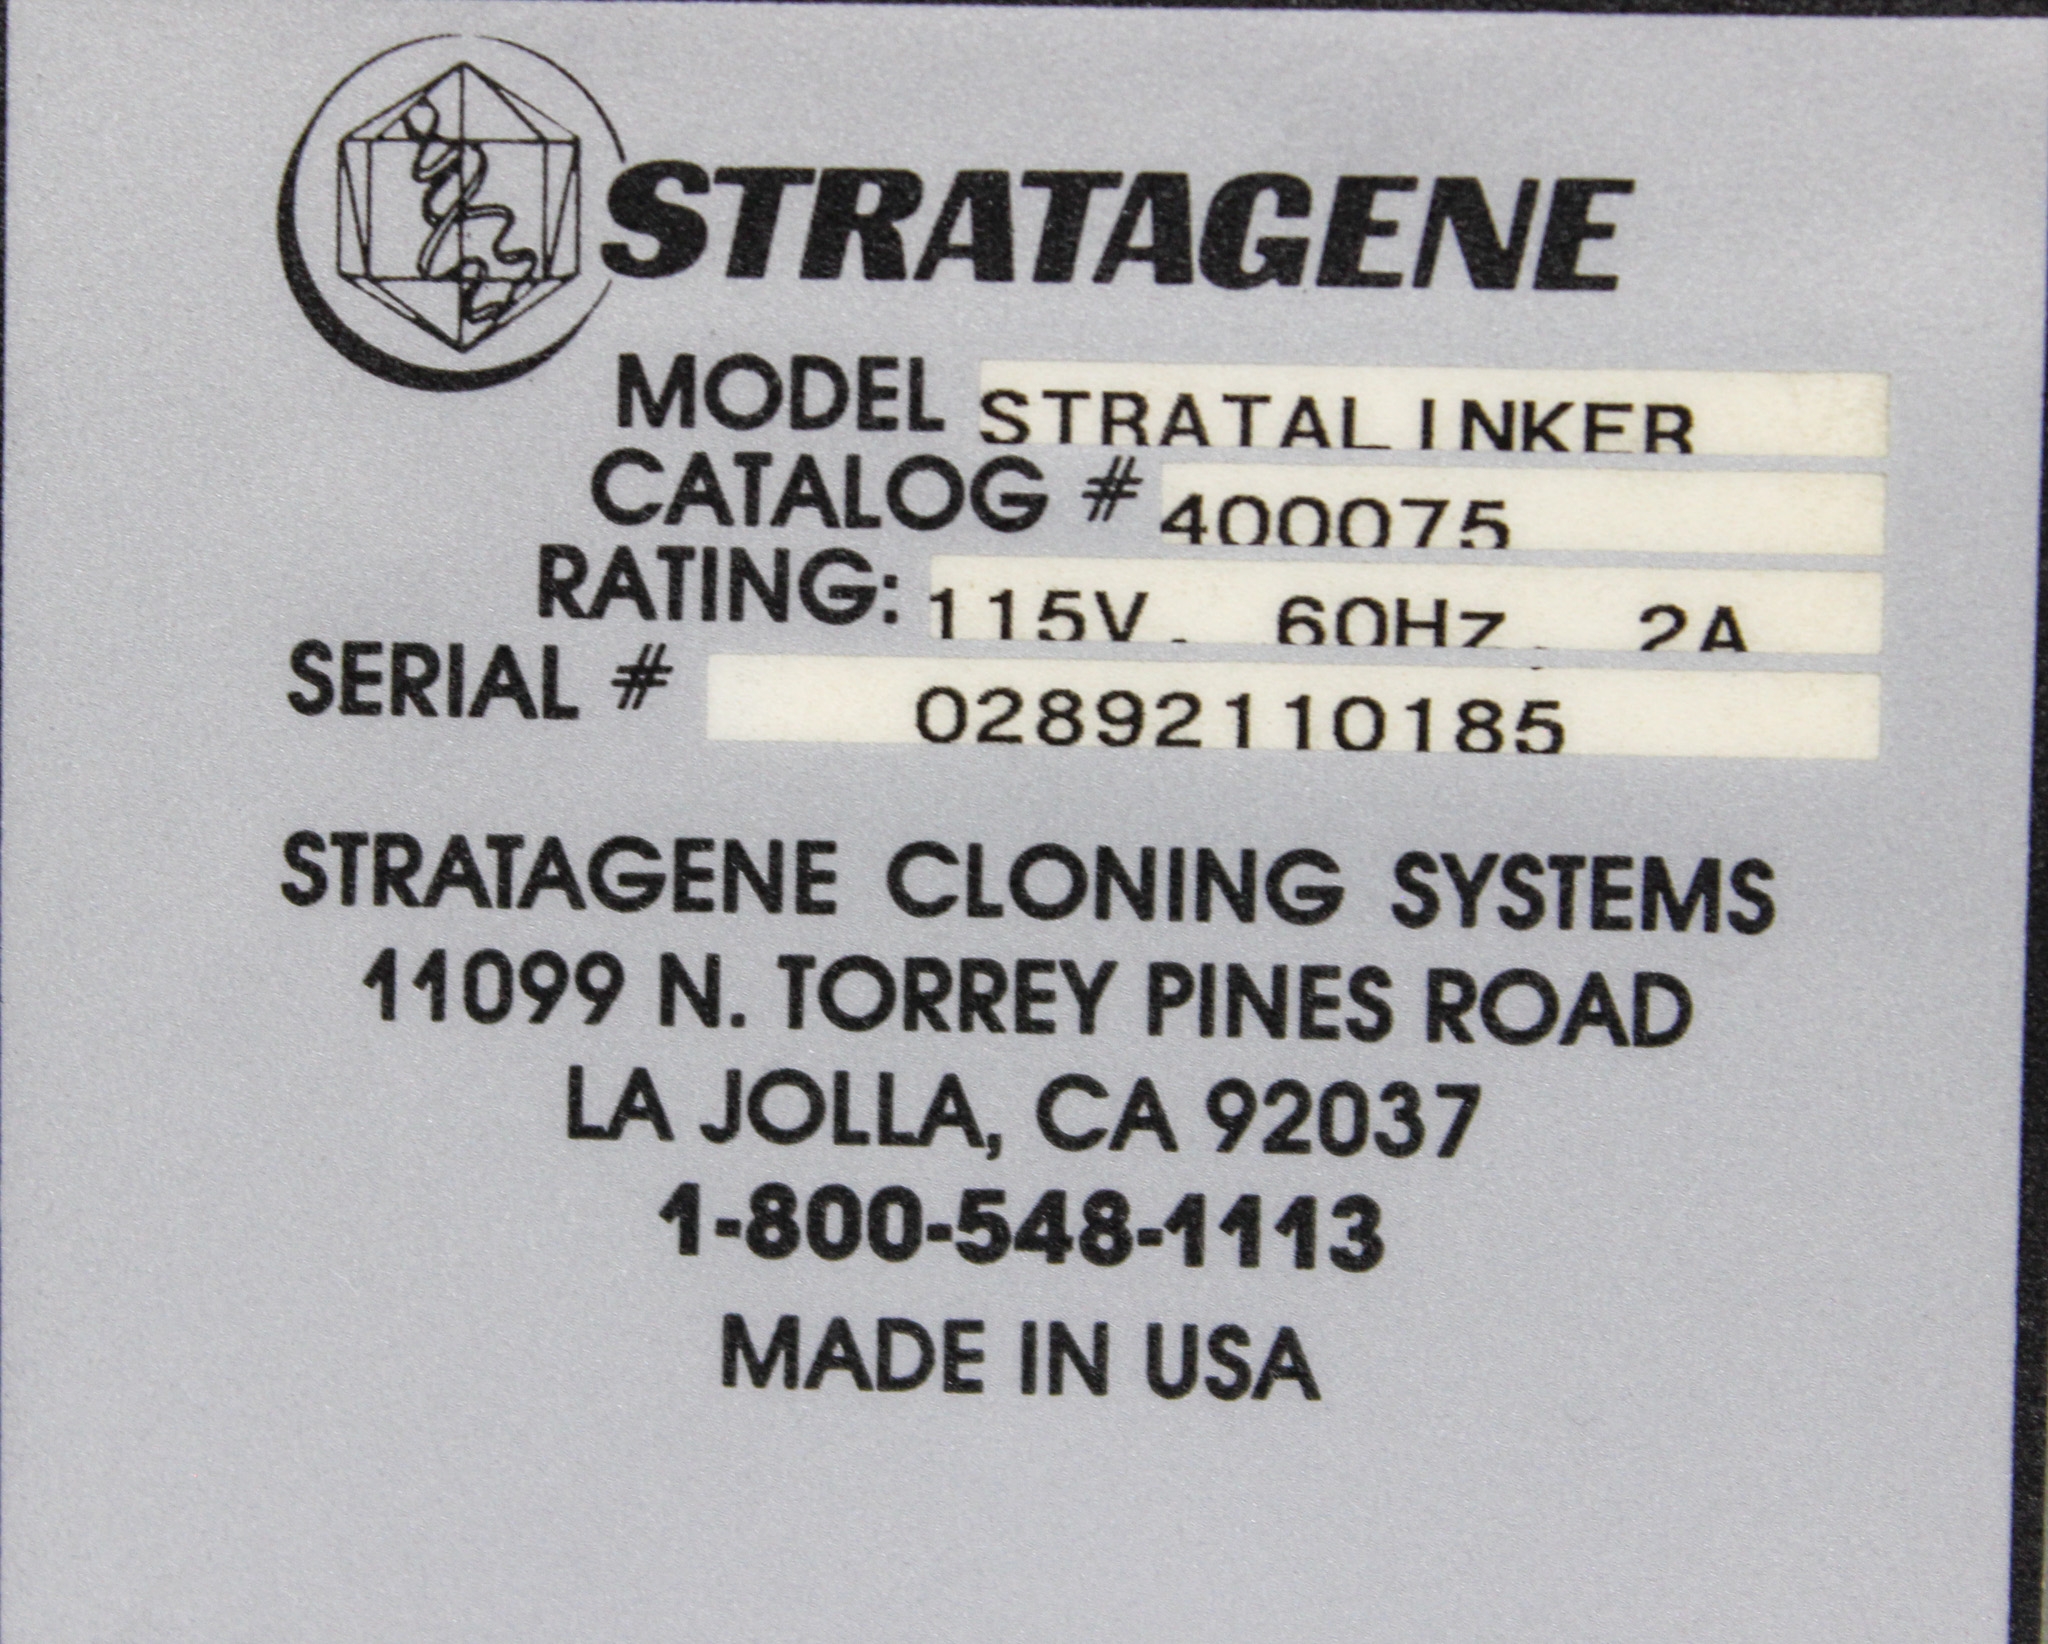 STRATAGENE
MODEL STRATALINKER
CATALOG # 400075
RATING: 115V, 60Hz, 2A
SERIAL # 02892110185
STRATAGENE CLONING SYSTEMS
11099 N. TORREY PINES ROAD
LA JOLLA, CA 92037
1-800-548-1113
MADE IN USA